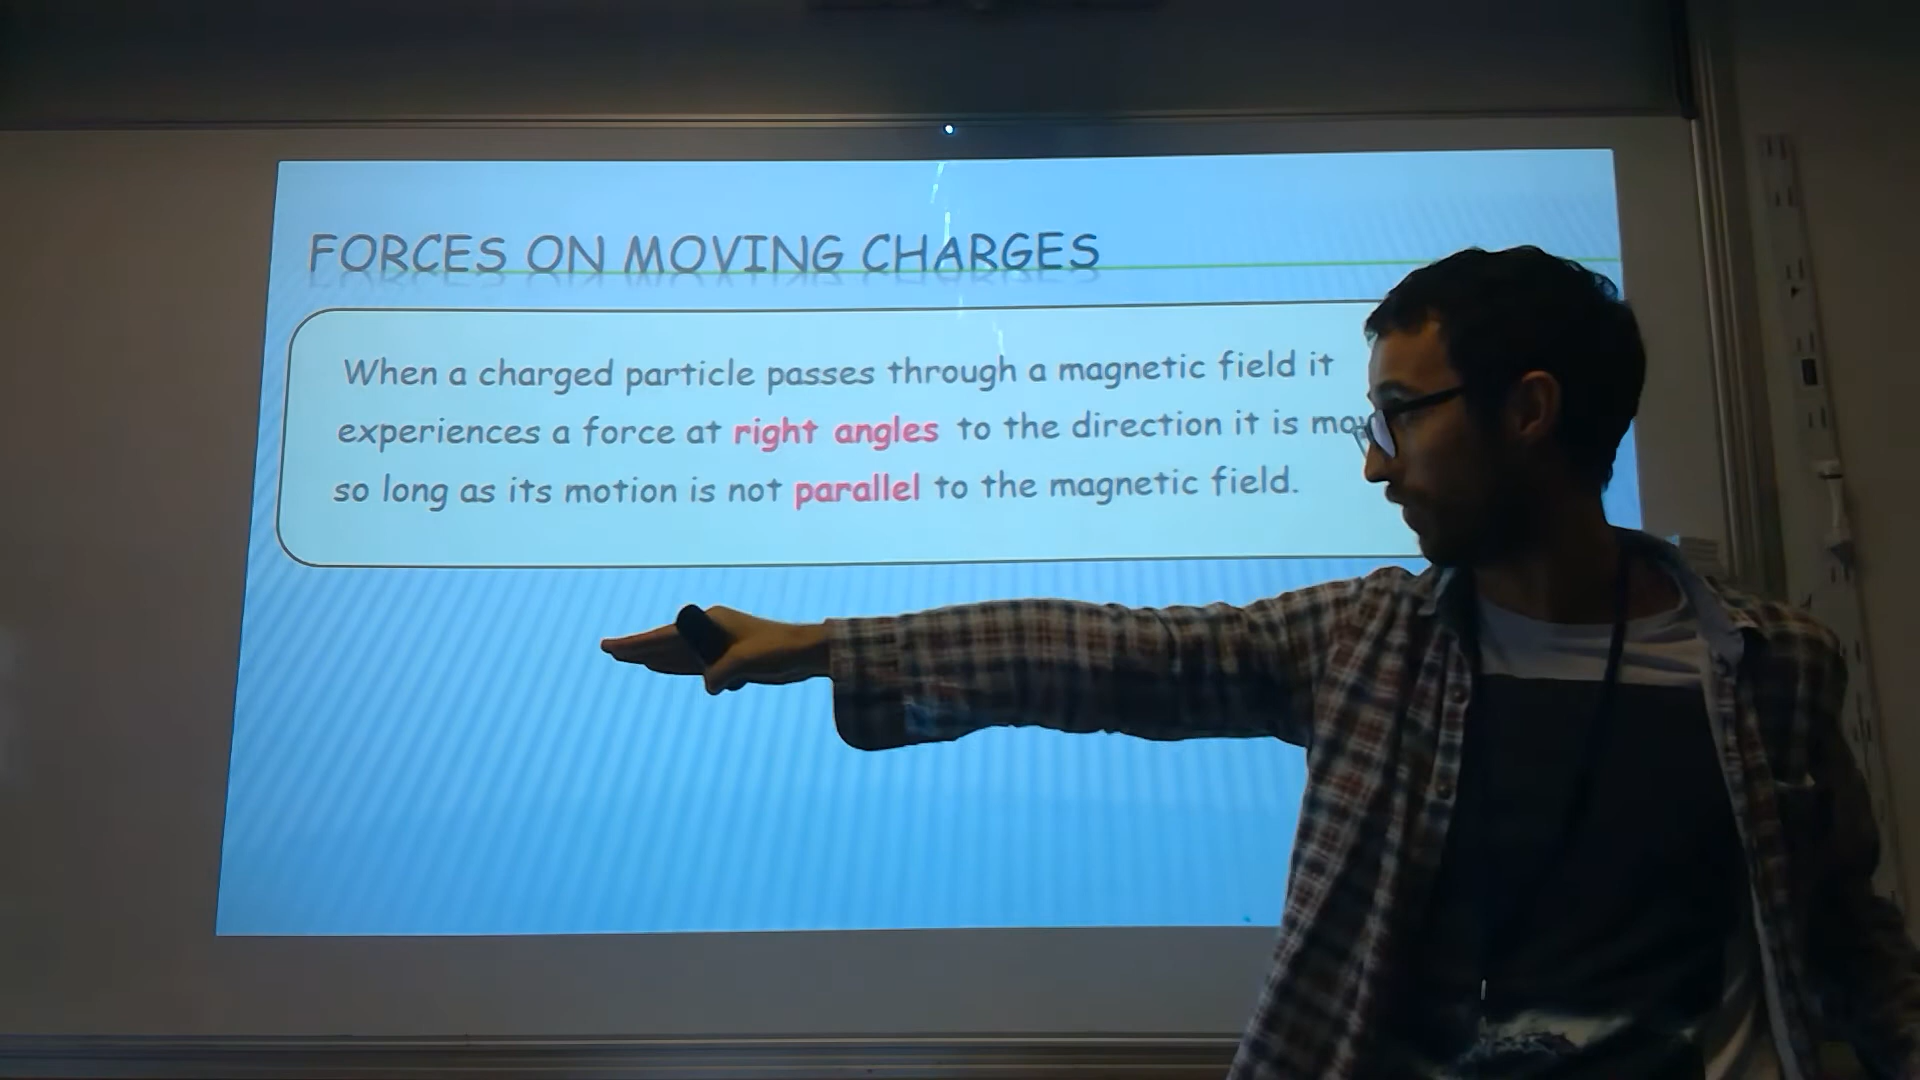 FORCES ON MOVING CHARGES
When a charged particle passes through a magnetic field it
experiences a force at right angles to the direction it is
so long as its motion is not parallel to the magnetic field.